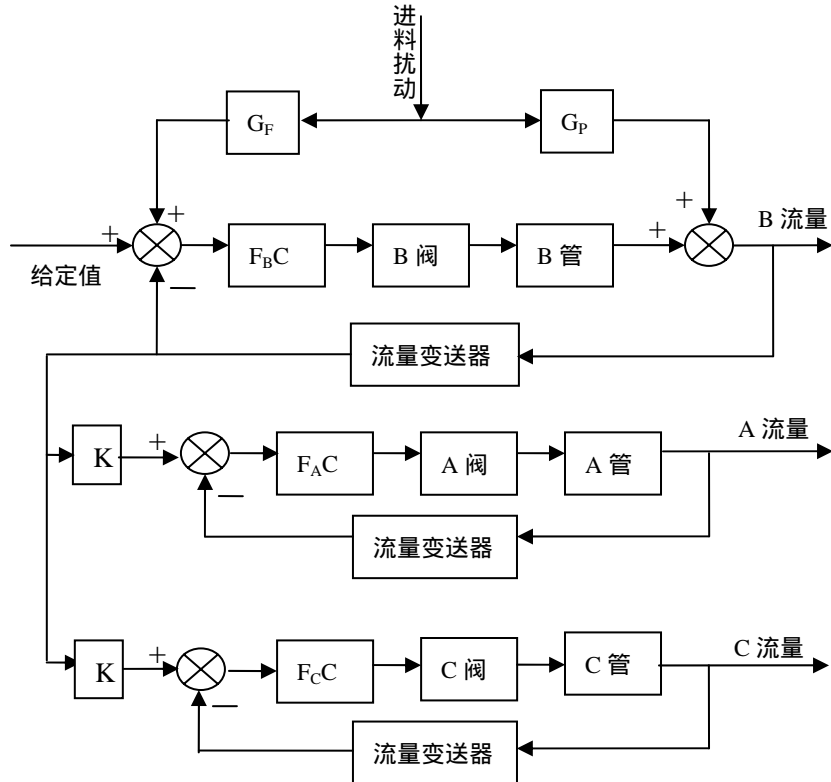 进料扰动
G_F
G_P
+
+
+
+
B 流量
给定值
F_BC
B 阀
B 管
—
流量变送器
A 流量
K
+
F_AC
A 阀
A 管
—
流量变送器
C 流量
K
+
F_CC
C 阀
C 管
—
流量变送器